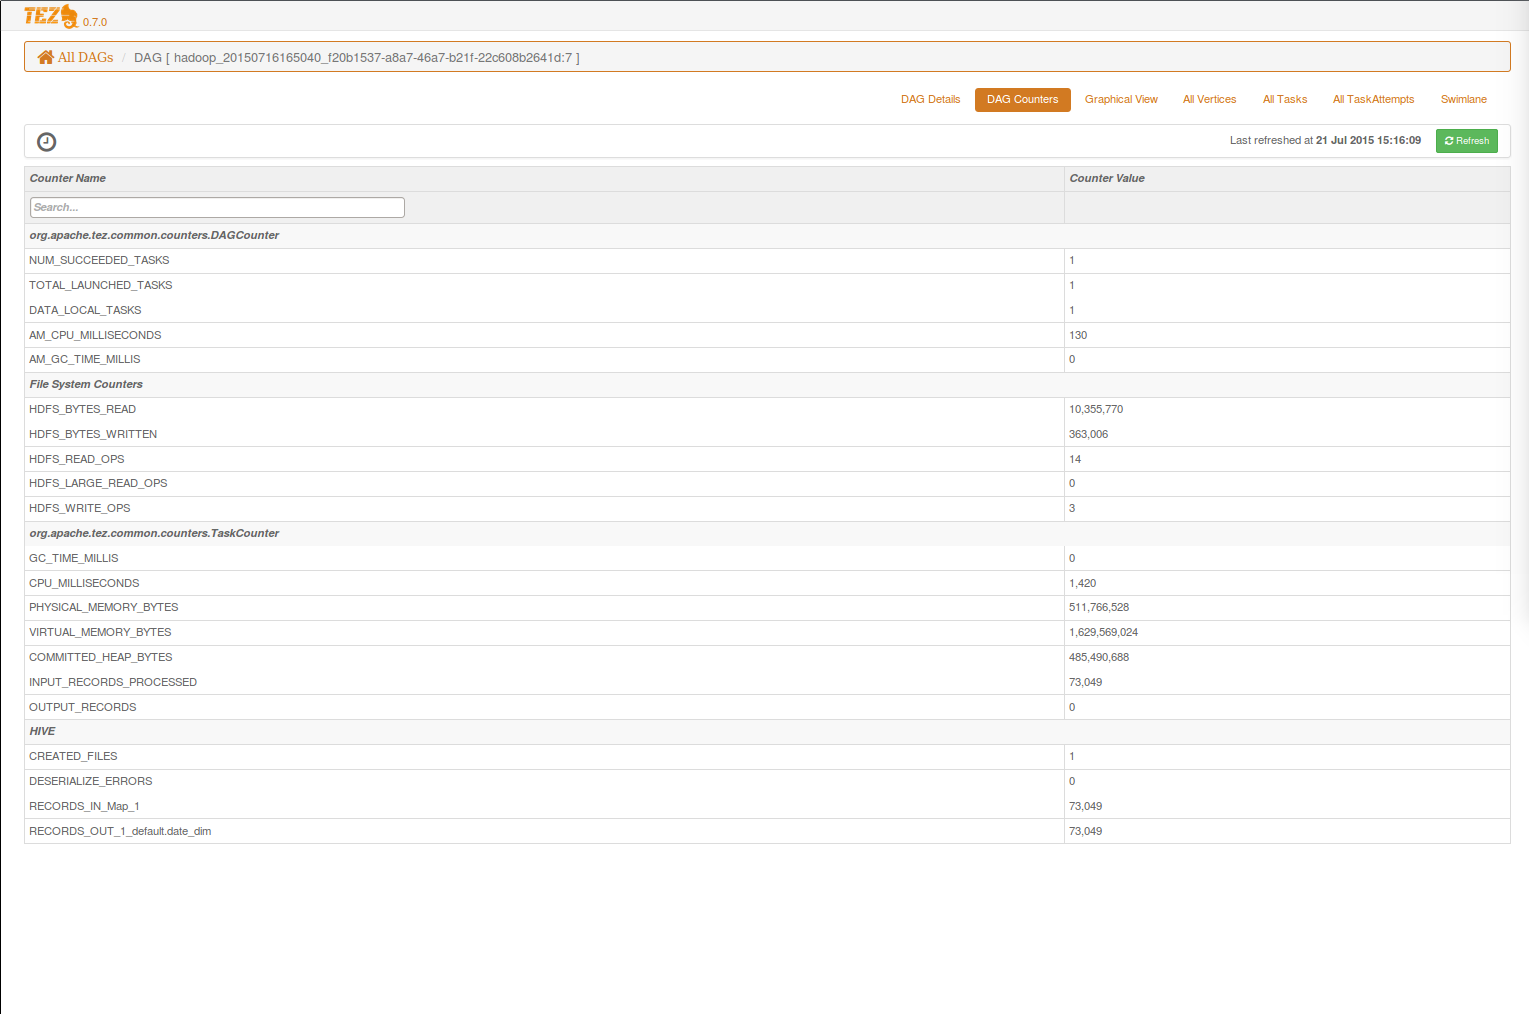 TEZ 0.7.0
All DAGs / DAG [ hadoop_20150716165040_f20b1537-a8a7-46a7-b21f-22c608b2641d:7 ]
DAG Details DAG Counters Graphical View All Vertices All Tasks All TaskAttempts Swimlane
Last refreshed at 21 Jul 2015 15:16:09 Refresh
Counter Name Counter Value
Search...
org.apache.tez.common.counters.DAGCounter
NUM_SUCCEEDED_TASKS 1
TOTAL_LAUNCHED_TASKS 1
DATA_LOCAL_TASKS 1
AM_CPU_MILLISECONDS 130
AM_GC_TIME_MILLIS 0
File System Counters
HDFS_BYTES_READ 10,355,770
HDFS_BYTES_WRITTEN 363,006
HDFS_READ_OPS 14
HDFS_LARGE_READ_OPS 0
HDFS_WRITE_OPS 3
org.apache.tez.common.counters.TaskCounter
GC_TIME_MILLIS 0
CPU_MILLISECONDS 1,420
PHYSICAL_MEMORY_BYTES 511,766,528
VIRTUAL_MEMORY_BYTES 1,629,569,024
COMMITTED_HEAP_BYTES 485,490,688
INPUT_RECORDS_PROCESSED 73,049
OUTPUT_RECORDS 0
HIVE
CREATED_FILES 1
DESERIALIZE_ERRORS 0
RECORDS_IN_Map_1 73,049
RECORDS_OUT_1_default.date_dim 73,049